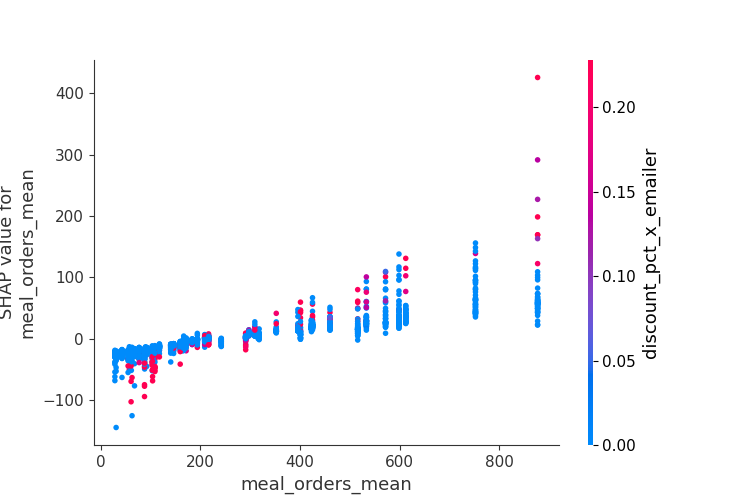 400
300
200
100
0
−100
SHAP value for
meal_orders_mean
0 200 400 600 800
meal_orders_mean
0.20
0.15
0.10
0.05
0.00
discount_pct_x_emailer